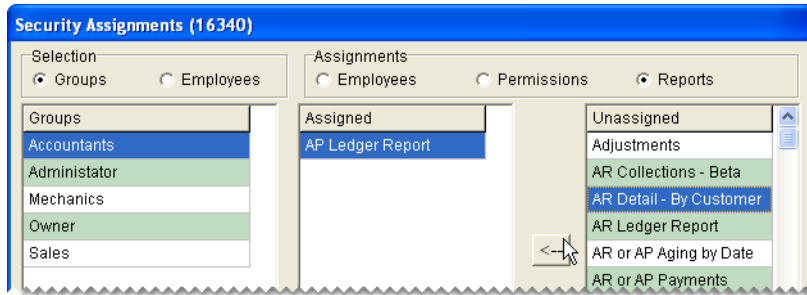 Security Assignments (16340)
Selection
Groups Employees
Assignments
Employees Permissions Reports
Groups
Accountants
Administator
Mechanics
Owner
Sales
Assigned
AP Ledger Report
<--
Unassigned
Adjustments
AR Collections - Beta
AR Detail - By Customer
AR Ledger Report
AR or AP Aging by Date
AR or AP Payments